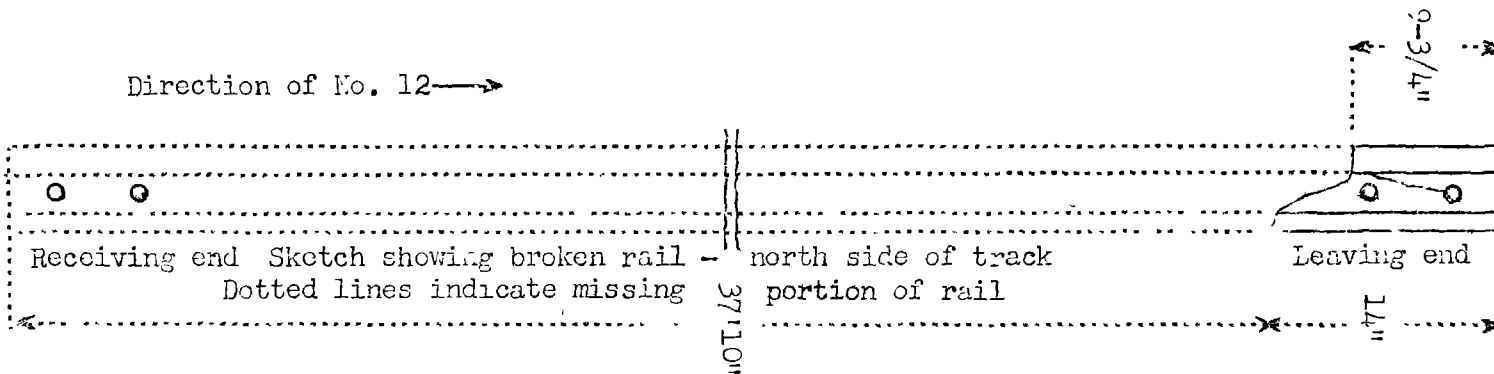 9-3/4"
Direction of No. 12
Receiving end Sketch showing broken rail - north side of track Leaving end
Dotted lines indicate missing portion of rail
37'10"
14"